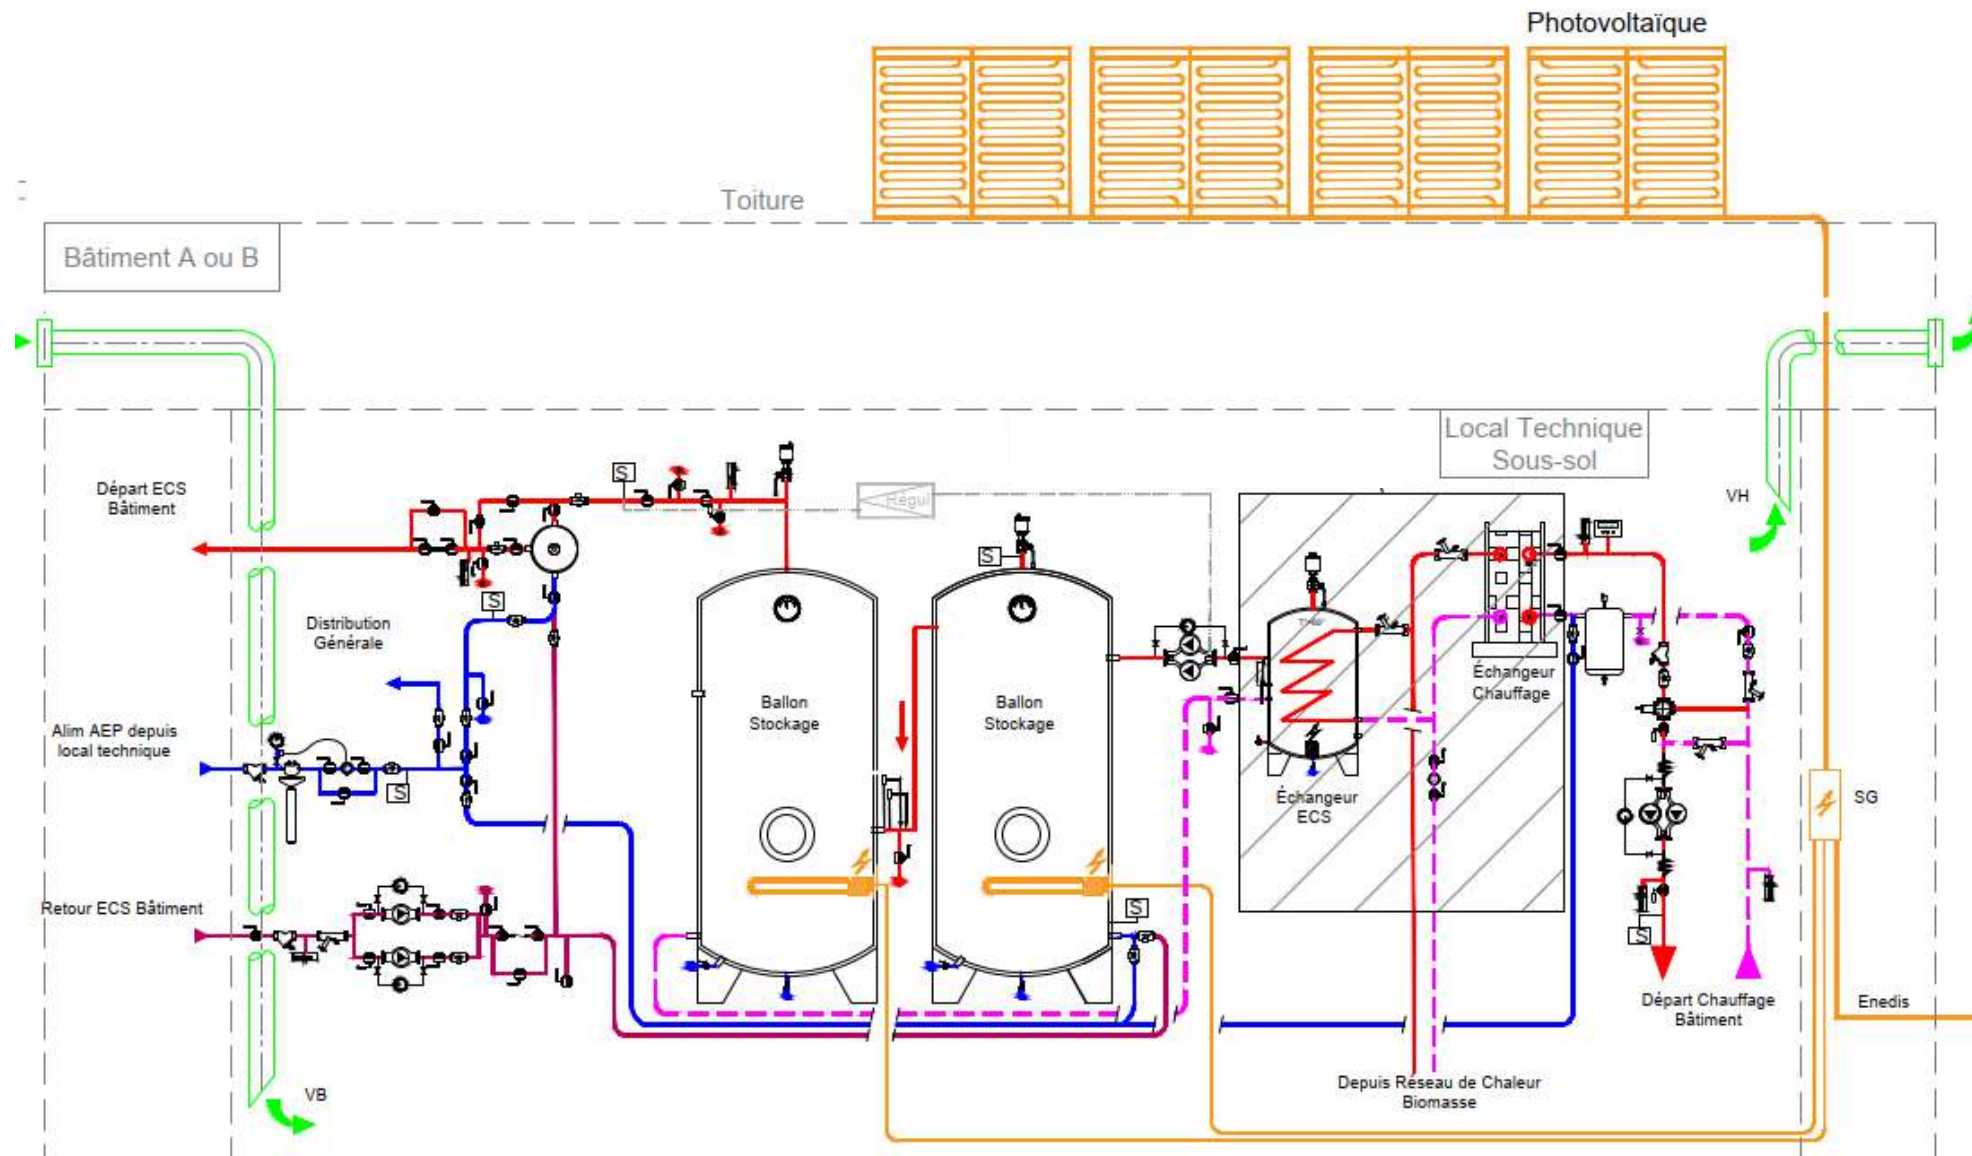 Photovoltaïque
Toiture
Bâtiment A ou B
Local Technique
Sous-sol
Départ ECS
Bâtiment
S
Régul
S
VH
S
Distribution
Générale
Échangeur
Chauffage
Ballon
Stockage
Ballon
Stockage
Alim AEP depuis
local technique
S
Échangeur
ECS
SG
Retour ECS Bâtiment
S
S
Départ Chauffage
Bâtiment
Enedis
Depuis Réseau de Chaleur
Biomasse
VB